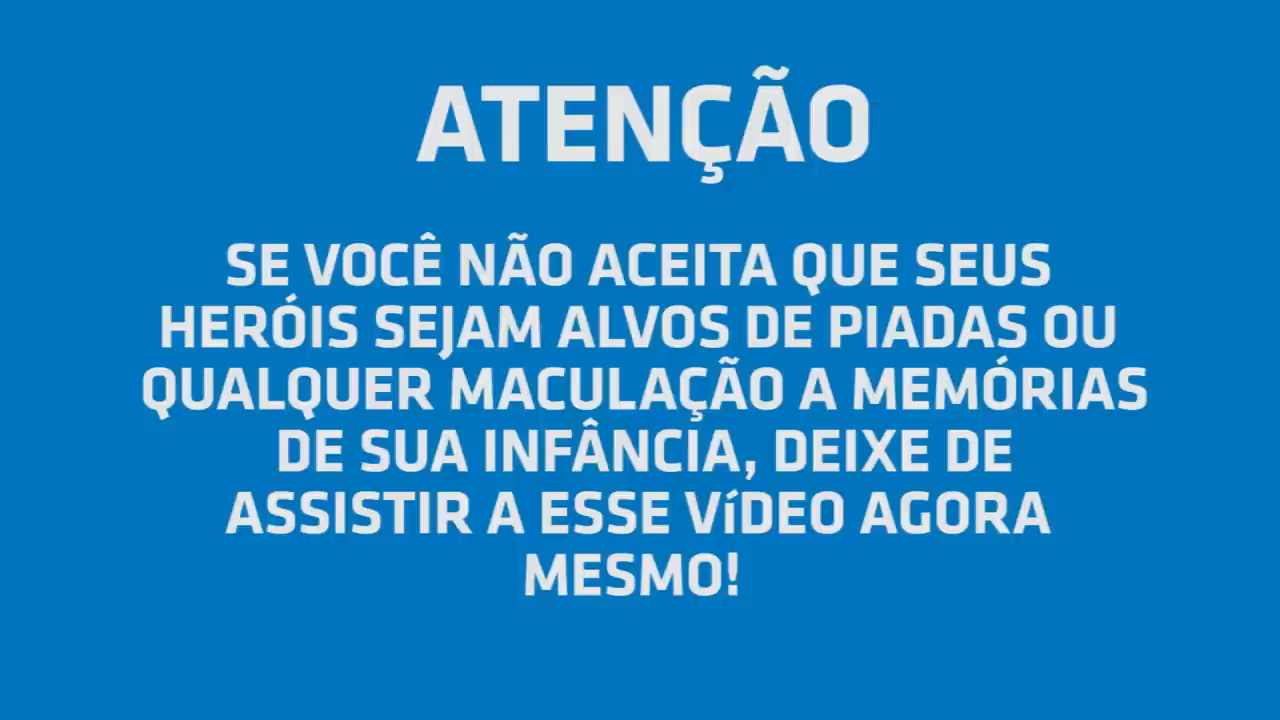 ATENÇÃO
SE VOCÊ NÃO ACEITA QUE SEUS
HERÓIS SEJAM ALVOS DE PIADAS OU
QUALQUER MACULAÇÃO A MEMÓRIAS
DE SUA INFÂNCIA, DEIXE DE
ASSISTIR A ESSE VíDEO AGORA
MESMO!